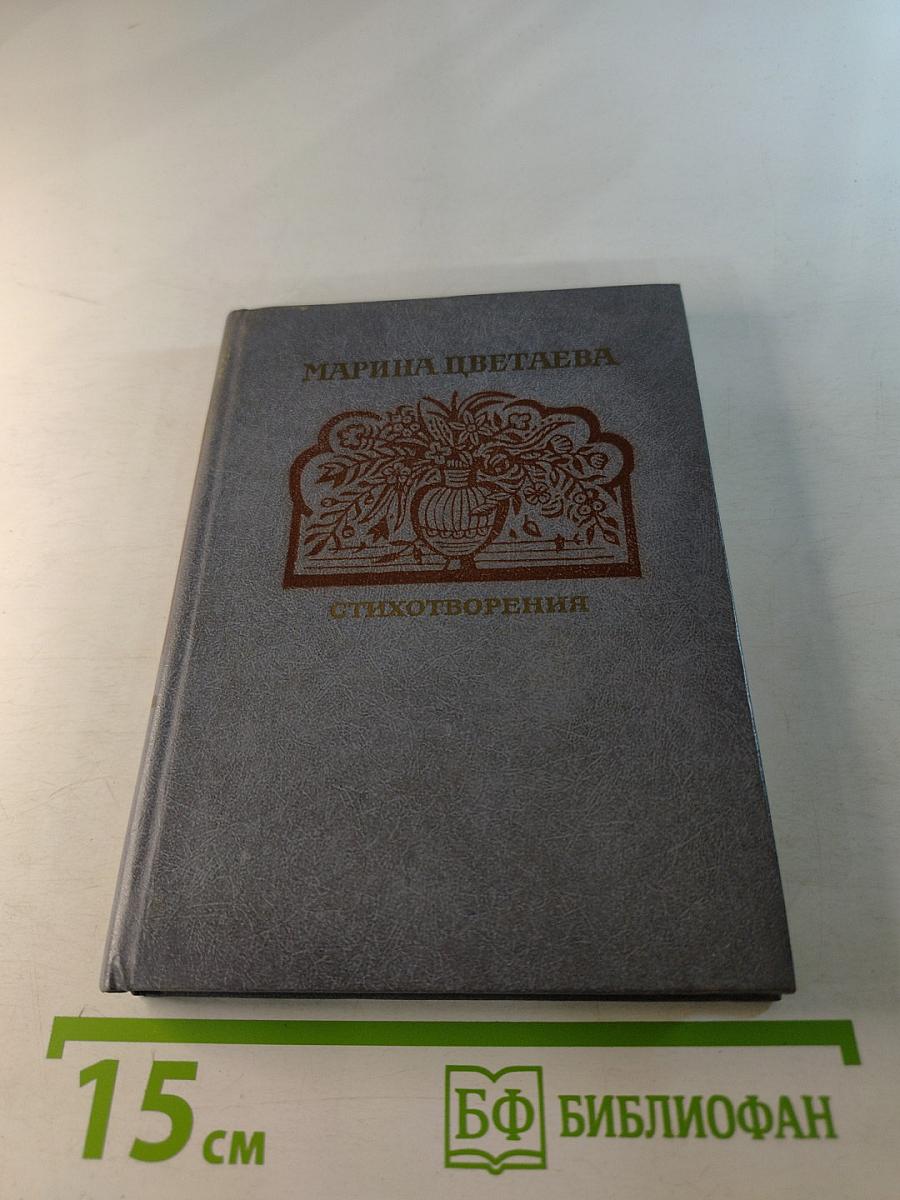 МАРИНА ЦВЕТАЕВА
СТИХОТВОРЕНИЯ
15 см
БФ БИБЛИОФАН